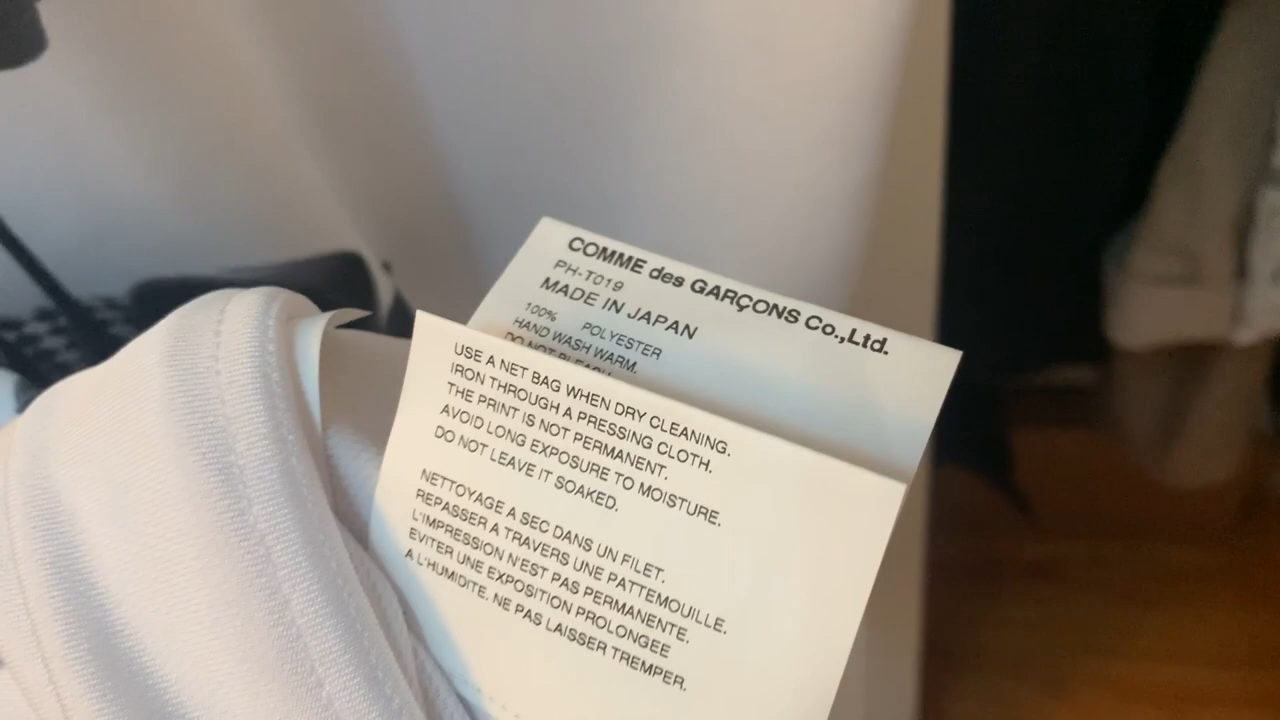 COMME des GARÇONS Co.,Ltd.
PH-T019
MADE IN JAPAN
100% POLYESTER
HAND WASH WARM.
DO NOT BLEACH.
USE A NET BAG WHEN DRY CLEANING.
IRON THROUGH A PRESSING CLOTH.
THE PRINT IS NOT PERMANENT.
AVOID LONG EXPOSURE TO MOISTURE.
DO NOT LEAVE IT SOAKED.
NETTOYAGE A SEC DANS UN FILET.
REPASSER A TRAVERS UNE PATTEMOUILLE.
L'IMPRESSION N'EST PAS PERMANENTE.
EVITER UNE EXPOSITION PROLONGEE
A L'HUMIDITE. NE PAS LAISSER TREMPER.